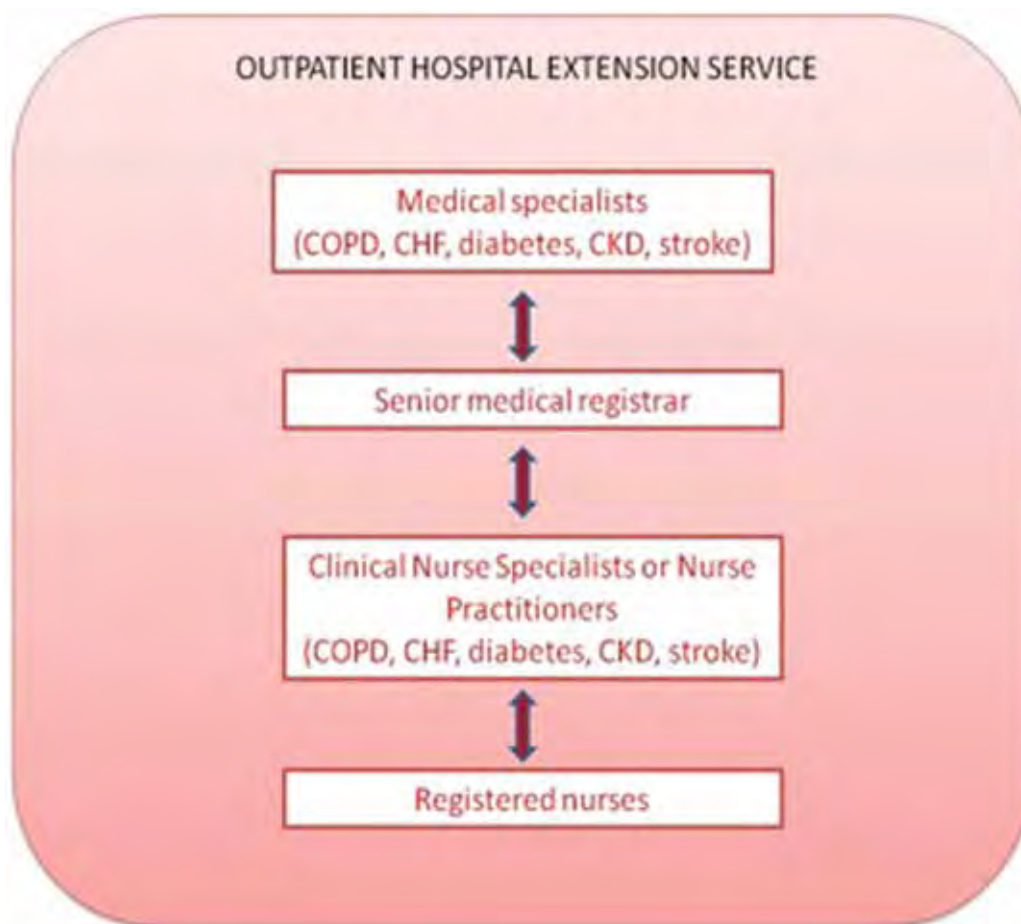 OUTPATIENT HOSPITAL EXTENSION SERVICE
Medical specialists
(COPD, CHF, diabetes, CKD, stroke)
Senior medical registrar
Clinical Nurse Specialists or Nurse
Practitioners
(COPD, CHF, diabetes, CKD, stroke)
Registered nurses